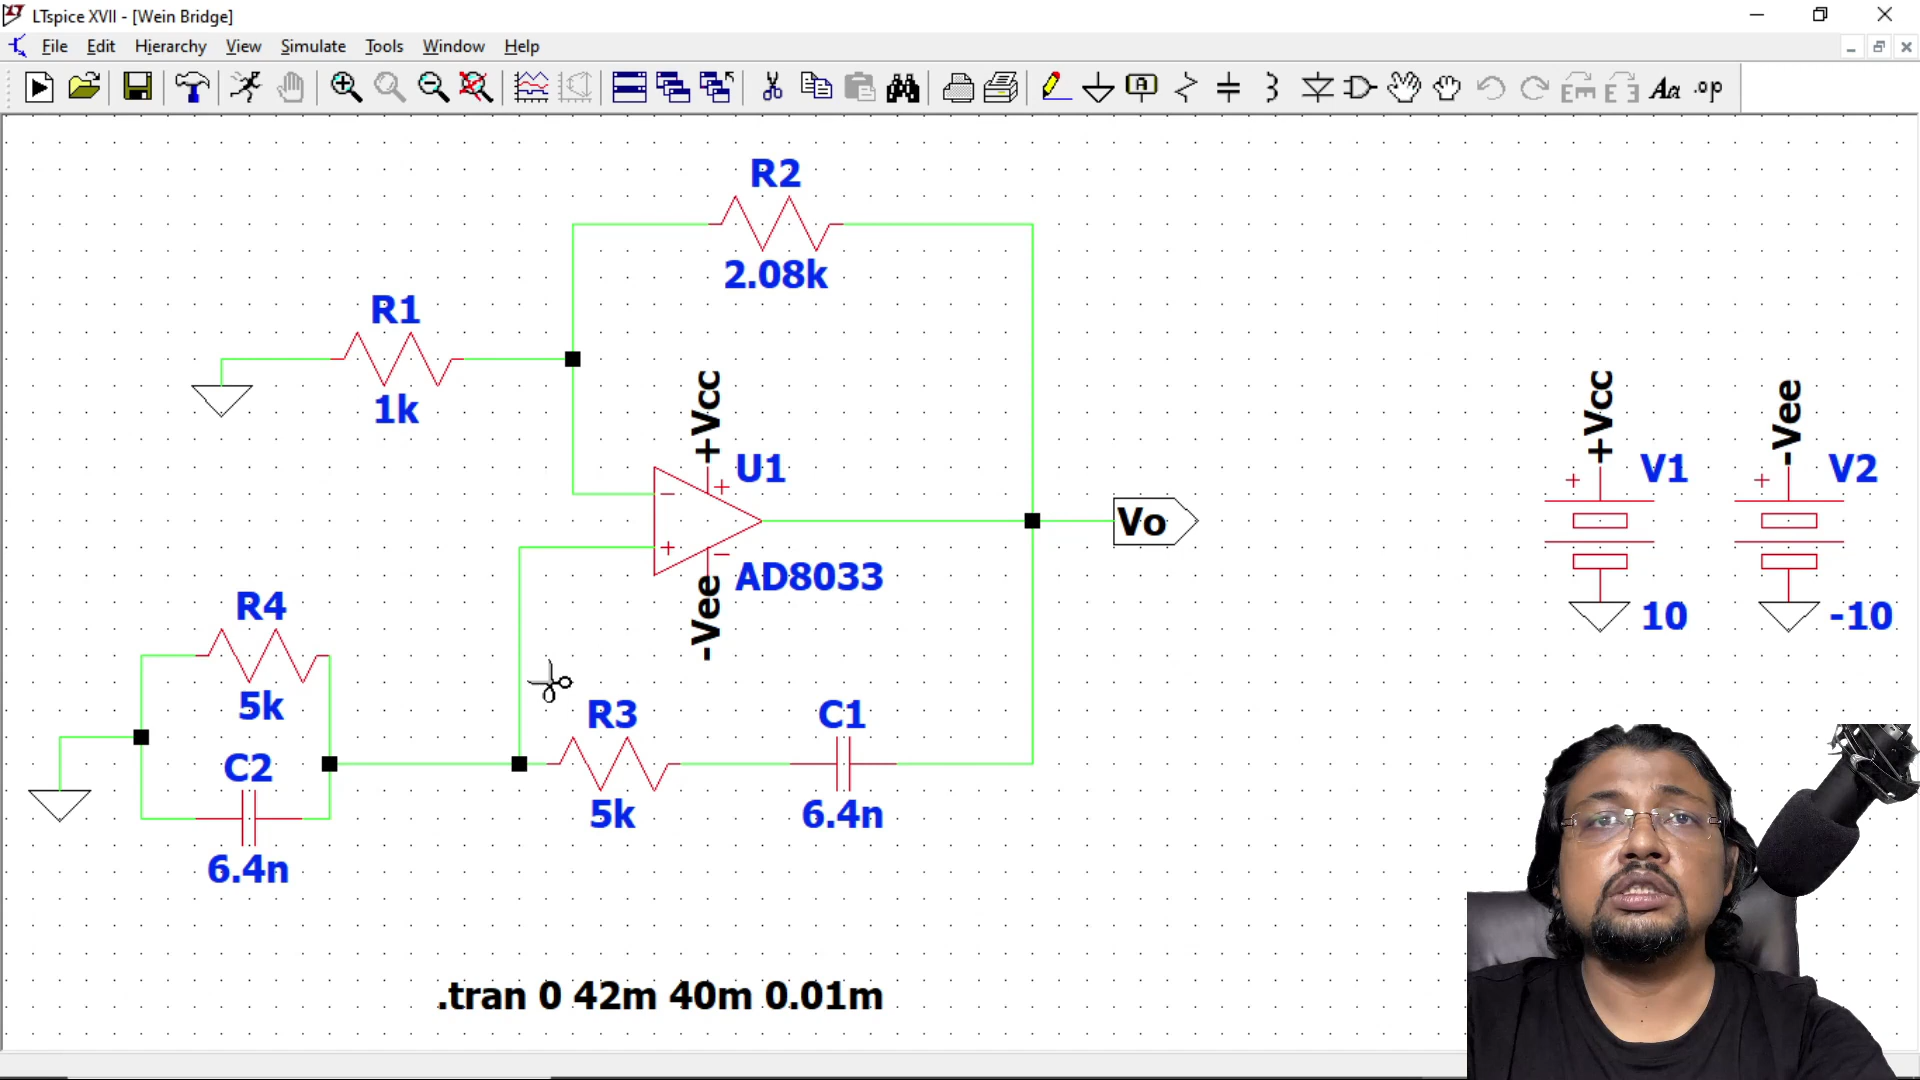 LTspice XVII - [Wein Bridge]
File Edit Hierarchy View Simulate Tools Window Help
A Aa .op
R2
2.08k
R1
1k
+Vcc
U1
Vo
AD8033
-Vee
+Vcc
V1
10
-Vee
V2
-10
R4
5k
C2
6.4n
R3
5k
C1
6.4n
.tran 0 42m 40m 0.01m